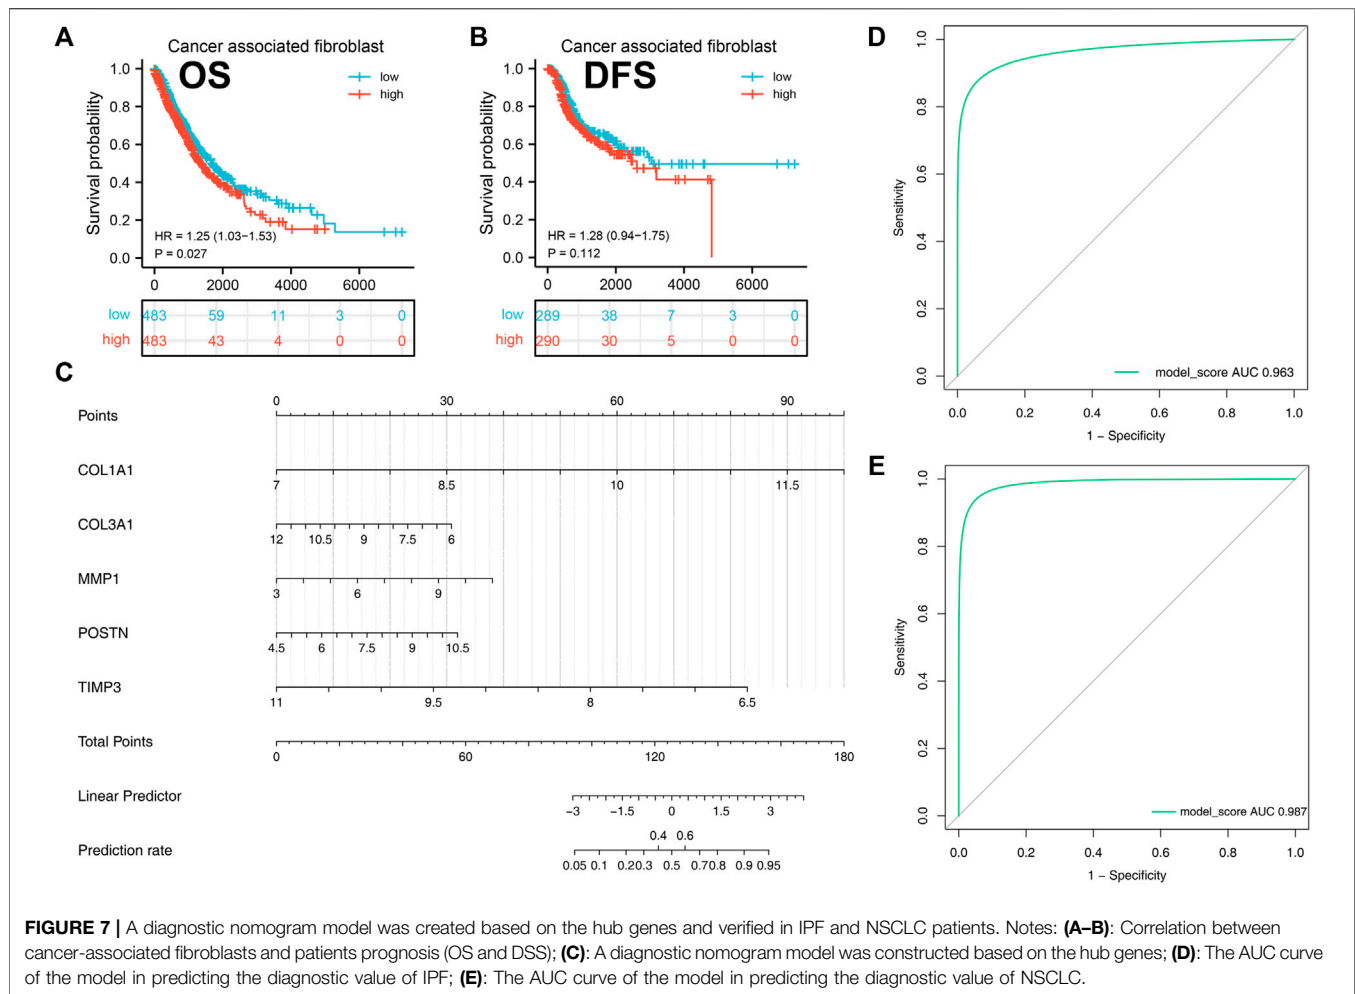 A
Cancer associated fibroblast
OS
low
high
Survival probability
1.0
0.8
0.6
0.4
0.2
0.0
HR = 1.25 (1.03−1.53)
P = 0.027
0 2000 4000 6000
low 483 59 11 3 0
high 483 43 4 0 0
B
Cancer associated fibroblast
DFS
low
high
Survival probability
1.0
0.8
0.6
0.4
0.2
0.0
HR = 1.28 (0.94−1.75)
P = 0.112
0 2000 4000 6000
low 289 38 7 3 0
high 290 30 5 0 0
C
Points 0 30 60 90
COL1A1
7 8.5 10 11.5
COL3A1
12 10.5 9 7.5 6
MMP1
3 6 9
POSTN
4.5 6 7.5 9 10.5
TIMP3
11 9.5 8 6.5
Total Points
0 60 120 180
Linear Predictor
−3 −1.5 0 1.5 3
0.4 0.6
Prediction rate
0.05 0.1 0.2 0.3 0.5 0.70.8 0.9 0.95
D
Sensitivity
1.0
0.8
0.6
0.4
0.2
0.0
model_score AUC 0.963
0.0 0.2 0.4 0.6 0.8 1.0
1 − Specificity
E
Sensitivity
1.0
0.8
0.6
0.4
0.2
0.0
model_score AUC 0.987
0.0 0.2 0.4 0.6 0.8 1.0
1 − Specificity
FIGURE 7 | A diagnostic nomogram model was created based on the hub genes and verified in IPF and NSCLC patients. Notes: (A–B): Correlation between
cancer-associated fibroblasts and patients prognosis (OS and DSS); (C): A diagnostic nomogram model was constructed based on the hub genes; (D): The AUC curve
of the model in predicting the diagnostic value of IPF; (E): The AUC curve of the model in predicting the diagnostic value of NSCLC.